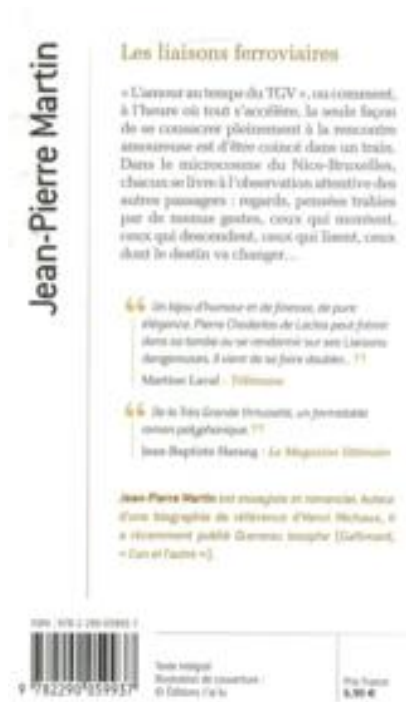 Jean-Pierre Martin
Les liaisons ferroviaires
« L'amour au temps du TGV », ou comment,
à l'heure où tout s'accélère, la seule façon
de se consacrer pleinement à la rencontre
amoureuse est d'être coincé dans un train.
Dans le microcosme du Nice-Bruxelles,
chacun se livre à l'observation attentive des
autres passagers : regards, pensées trahies
par de menus gestes, ceux qui montent,
ceux qui descendent, ceux qui lisent, ceux
dont le destin va changer...
“ Un bijou d'humour et de finesse, de pure
élégance. Pierre Choderlos de Laclos peut frémir
dans sa tombe ou se rendormir sur ses Liaisons
dangereuses. Il vient de se faire doubler... ”
Martine Laval - Télérama
“ De la Très Grande Virtuosité, un formidable
roman polyphonique. ”
Jean-Baptiste Harang - Le Magazine littéraire
Jean-Pierre Martin est essayiste et romancier. Auteur
d'une biographie de référence d'Henri Michaux, il
a récemment publié Queneau losophe (Gallimard,
« L'un et l'autre »).
9 782290 059937
Texte intégral
Illustration de couverture :
© Éditions J'ai lu
Prix France